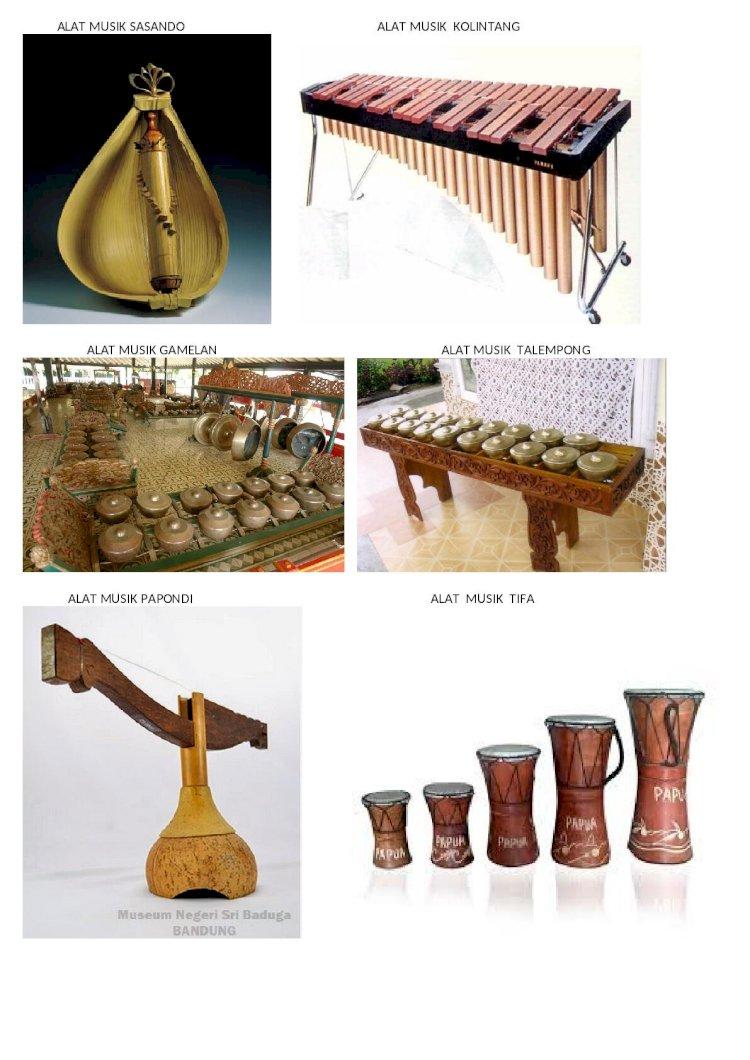 ALAT MUSIK SASANDO
ALAT MUSIK  KOLINTANG
YAMAHA
ALAT MUSIK GAMELAN
ALAT MUSIK  TALEMPONG
ALAT MUSIK PAPONDI
ALAT  MUSIK  TIFA
Museum Negeri Sri Baduga
BANDUNG
PAPUA
PAPUA
PAPUA
PAPUA
PAPUA